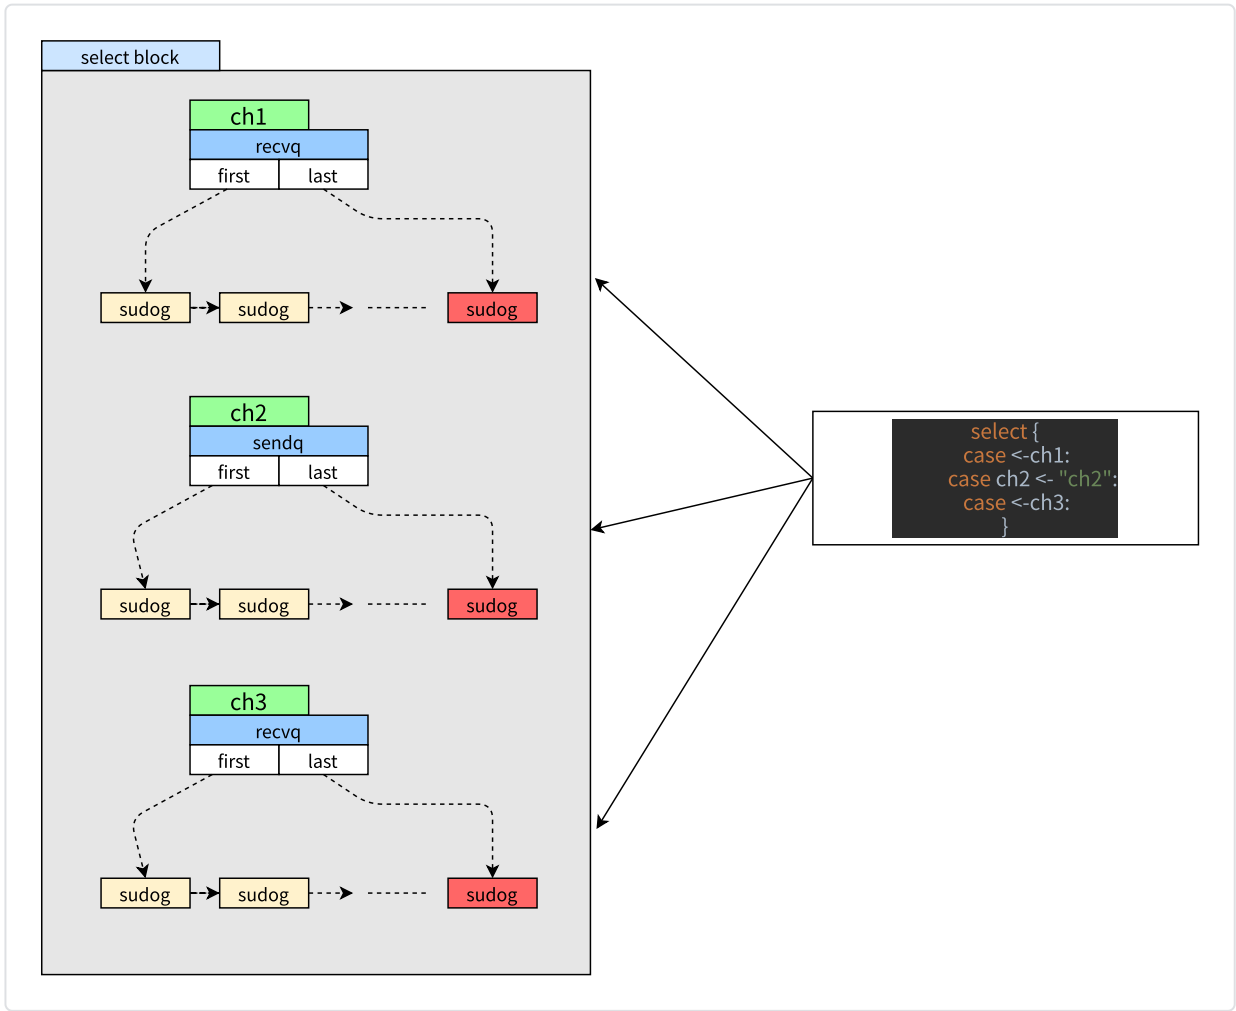 select block
ch1
recvq
first last
sudog sudog sudog
ch2
sendq
first last
sudog sudog sudog
ch3
recvq
first last
sudog sudog sudog
select {
case <-ch1:
case ch2 <- "ch2":
case <-ch3:
}